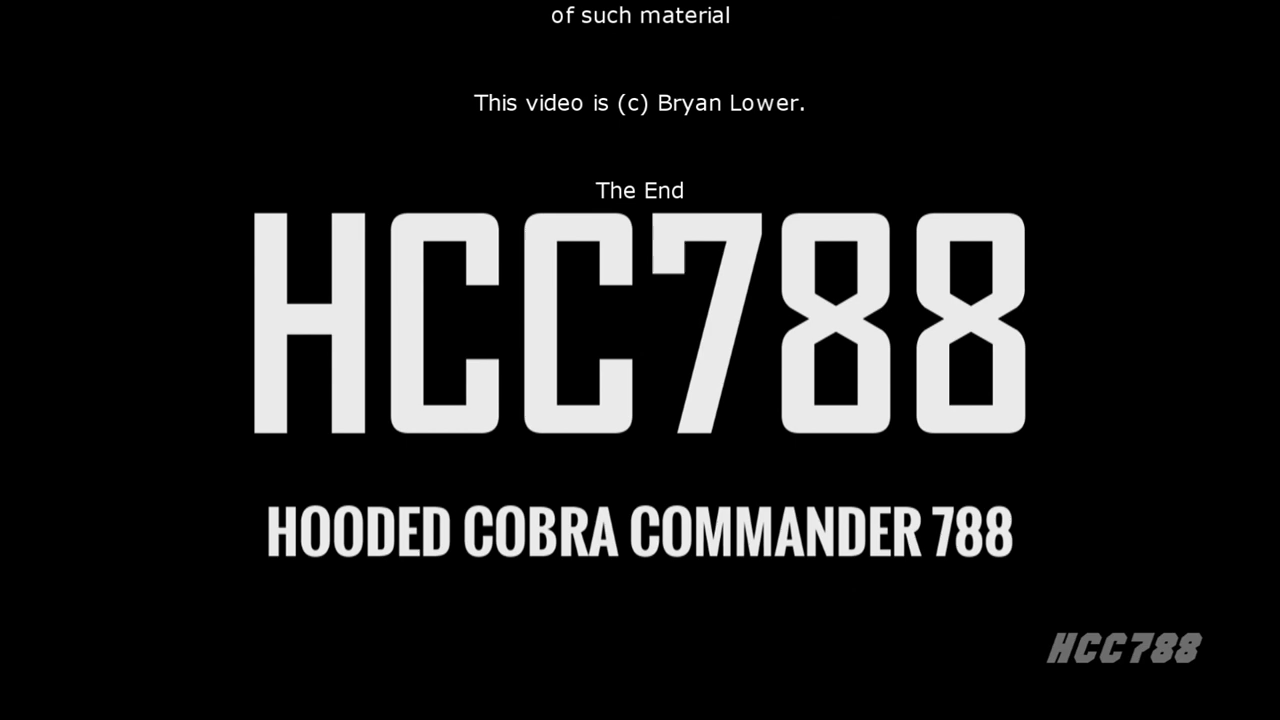 of such material
This video is (c) Bryan Lower.
The End
HCC788
HOODED COBRA COMMANDER 788
HCC788